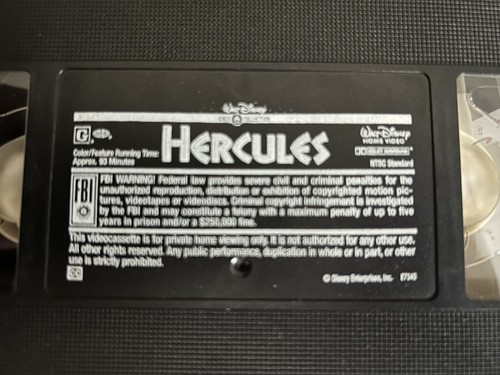 Walt Disney
GOLD COLLECTION
G
HERCULES
Walt Disney
HOME VIDEO
Color/Feature Running Time:
Approx. 93 Minutes
NTSC Standard
FBI
FBI WARNING! Federal law provides severe civil and criminal penalties for the
unauthorized reproduction, distribution or exhibition of copyrighted motion pic-
tures, videotapes or videodiscs. Criminal copyright infringement is investigated
by the FBI and may constitute a felony with a maximum penalty of up to five
years in prison and/or a $250,000 fine.
This videocassette is for private home viewing only. It is not authorized for any other use.
All other rights reserved. Any public performance, duplication in whole or in part, or other
use is strictly prohibited.
© Disney Enterprises, Inc. E7349